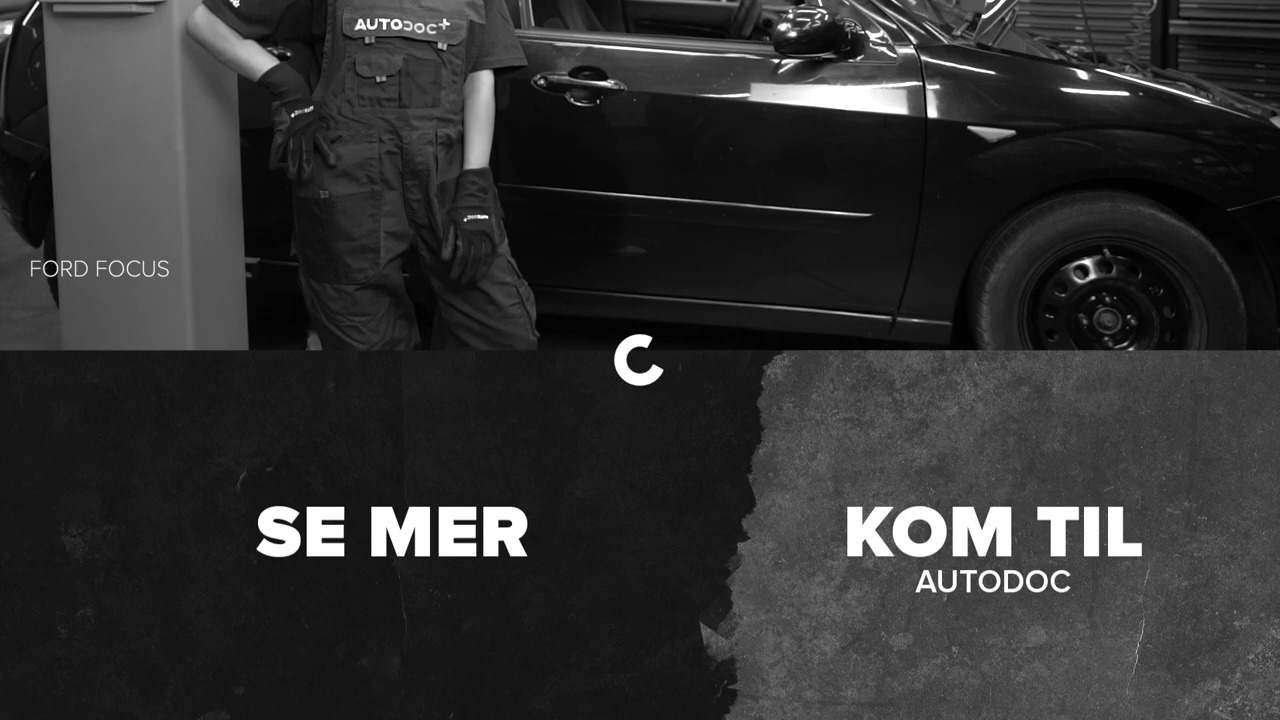 AUTODOC+
FORD FOCUS
C
SE MER
KOM TIL
AUTODOC